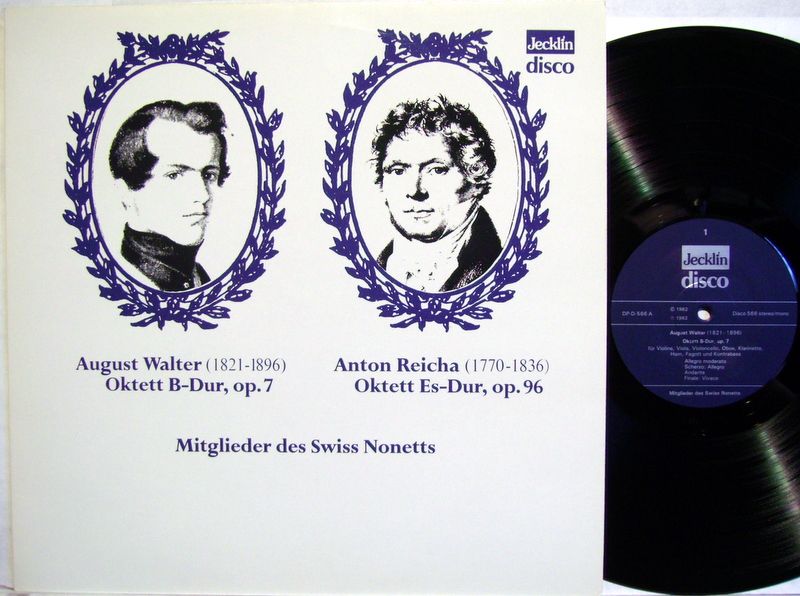 Jecklin
disco
August Walter (1821-1896)
Oktett B-Dur, op. 7
Anton Reicha (1770-1836)
Oktett Es-Dur, op. 96
Mitglieder des Swiss Nonetts
1
Jecklin
disco
DP-D-566 A
℗ 1982
Disco 566 stereo/mono
August Walter (1821-1896)
Oktett B-Dur, op. 7
für Violine, Viola, Violoncello, Oboe, Klarinette,
Horn, Fagott und Kontrabass
Allegro moderato
Scherzo: Allegro
Andante
Finale: Vivace
Mitglieder des Swiss Nonetts